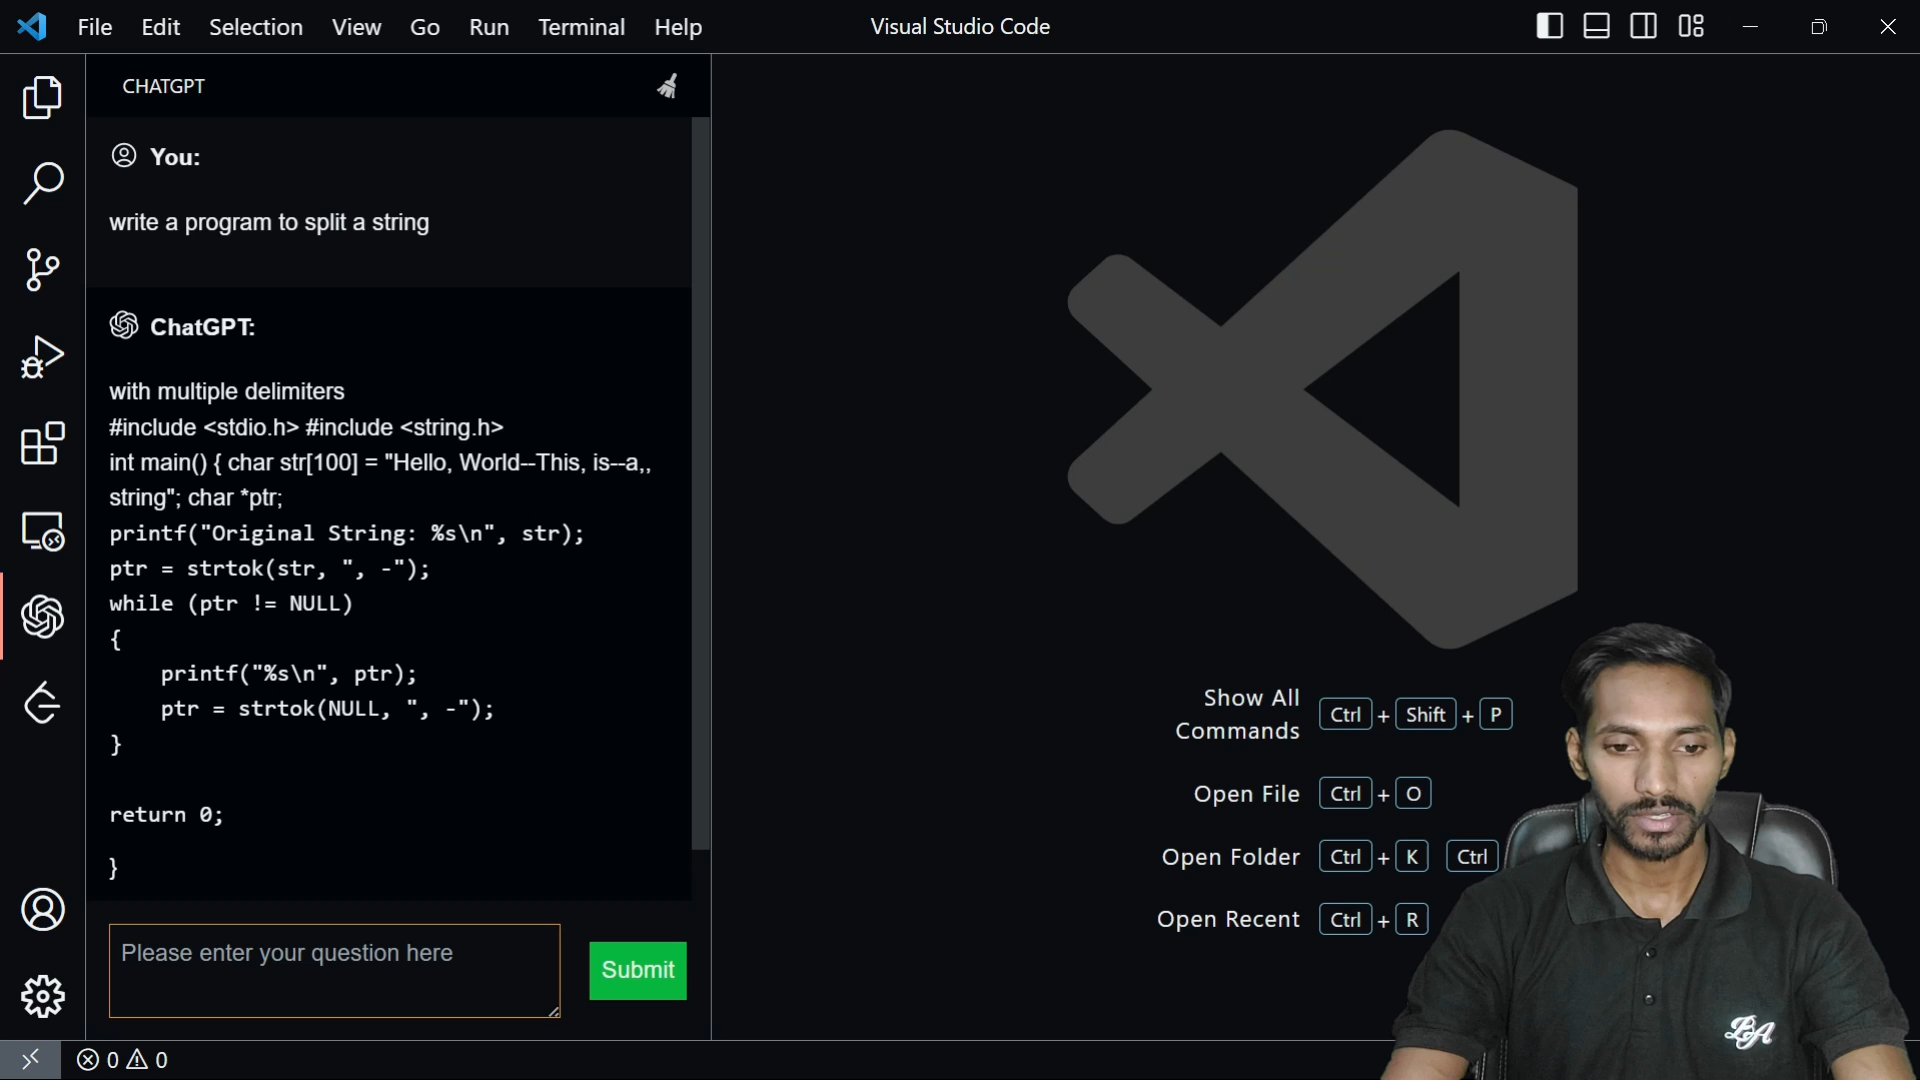 File Edit Selection View Go Run Terminal Help
Visual Studio Code
CHATGPT
You:
write a program to split a string
ChatGPT:
with multiple delimiters
#include <stdio.h> #include <string.h>
int main() { char str[100] = "Hello, World--This, is--a,,
string"; char *ptr;
printf("Original String: %s\n", str);
ptr = strtok(str, ", -");
while (ptr != NULL)
{
    printf("%s\n", ptr);
    ptr = strtok(NULL, ", -");
}
return 0;
}
Please enter your question here
Submit
0 0
Show All
Commands
Ctrl + Shift + P
Open File Ctrl + O
Open Folder Ctrl + K Ctrl
Open Recent Ctrl + R
BA